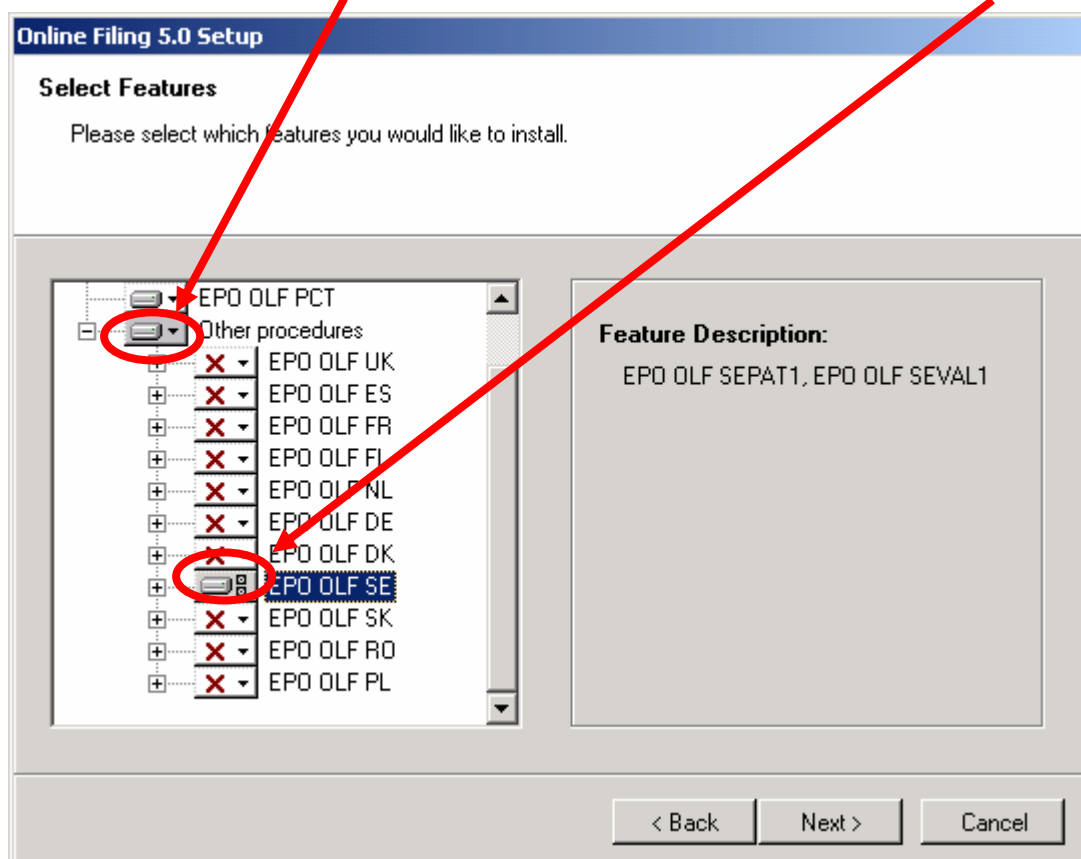 Online Filing 5.0 Setup
Select Features
Please select which features you would like to install.
EPO OLF PCT
Other procedures
EPO OLF UK
EPO OLF ES
EPO OLF FR
EPO OLF FI
EPO OLF NL
EPO OLF DE
EPO OLF DK
EPO OLF SE
EPO OLF SK
EPO OLF RO
EPO OLF PL
Feature Description:
EPO OLF SEPAT1, EPO OLF SEVAL1
< Back
Next >
Cancel